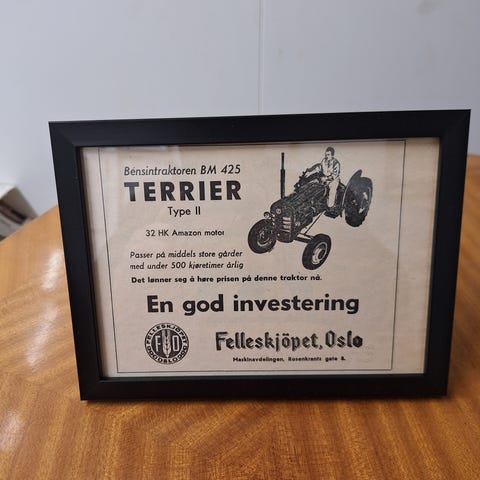 Bensintraktoren BM 425
TERRIER
Type II
32 HK Amazon motor
Passer på middels store gårder
med under 500 kjøretimer årlig
Det lønner seg å høre prisen på denne traktor nå.
En god investering
FELLESKJØPET
Felleskjöpet, Oslo
Maskinavdelingen, Rosenkrantz gate 8.